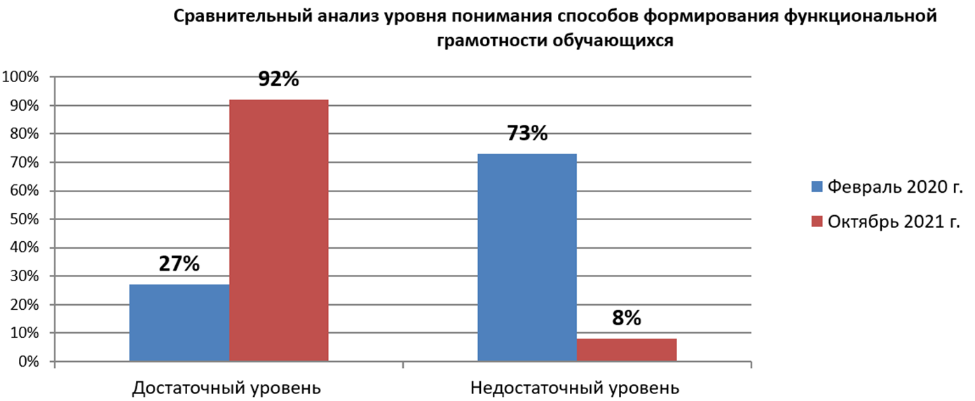 Сравнительный анализ уровня понимания способов формирования функциональной
грамотности обучающихся
100%
90%
80%
70%
60%
50%
40%
30%
20%
10%
0%
27%
92%
73%
8%
Достаточный уровень
Недостаточный уровень
Февраль 2020 г.
Октябрь 2021 г.